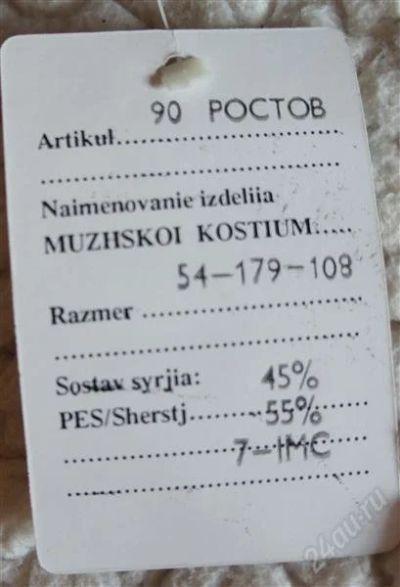 90 РОСТОВ
Artikuł..............................
..............................
Naimenovanie izdeliia
MUZHSKOI KOSTIUM.....
54-179-108
Razmer ..............................
..............................
Sostav syrjia: 45%
PES/Sherstj.......... 55%
7-IMC
..............................
24au.ru